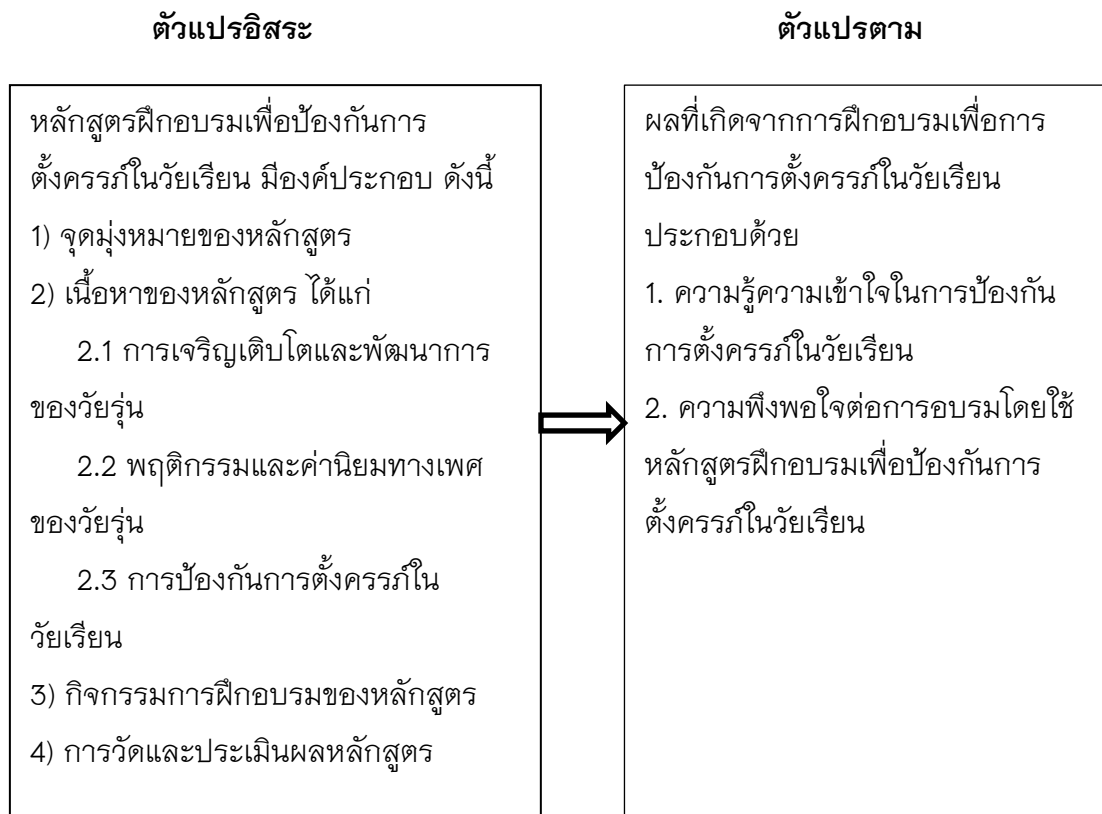 ตัวแปรอิสระ
ตัวแปรตาม
หลักสูตรฝึกอบรมเพื่อป้องกันการ
ตั้งครรภ์ในวัยเรียน มีองค์ประกอบ ดังนี้
1) จุดมุ่งหมายของหลักสูตร
2) เนื้อหาของหลักสูตร ได้แก่
2.1 การเจริญเติบโตและพัฒนาการ
ของวัยรุ่น
2.2 พฤติกรรมและค่านิยมทางเพศ
ของวัยรุ่น
2.3 การป้องกันการตั้งครรภ์ใน
วัยเรียน
3) กิจกรรมการฝึกอบรมของหลักสูตร
4) การวัดและประเมินผลหลักสูตร
ผลที่เกิดจากการฝึกอบรมเพื่อการ
ป้องกันการตั้งครรภ์ในวัยเรียน
ประกอบด้วย
1. ความรู้ความเข้าใจในการป้องกัน
การตั้งครรภ์ในวัยเรียน
2. ความพึงพอใจต่อการอบรมโดยใช้
หลักสูตรฝึกอบรมเพื่อป้องกันการ
ตั้งครรภ์ในวัยเรียน